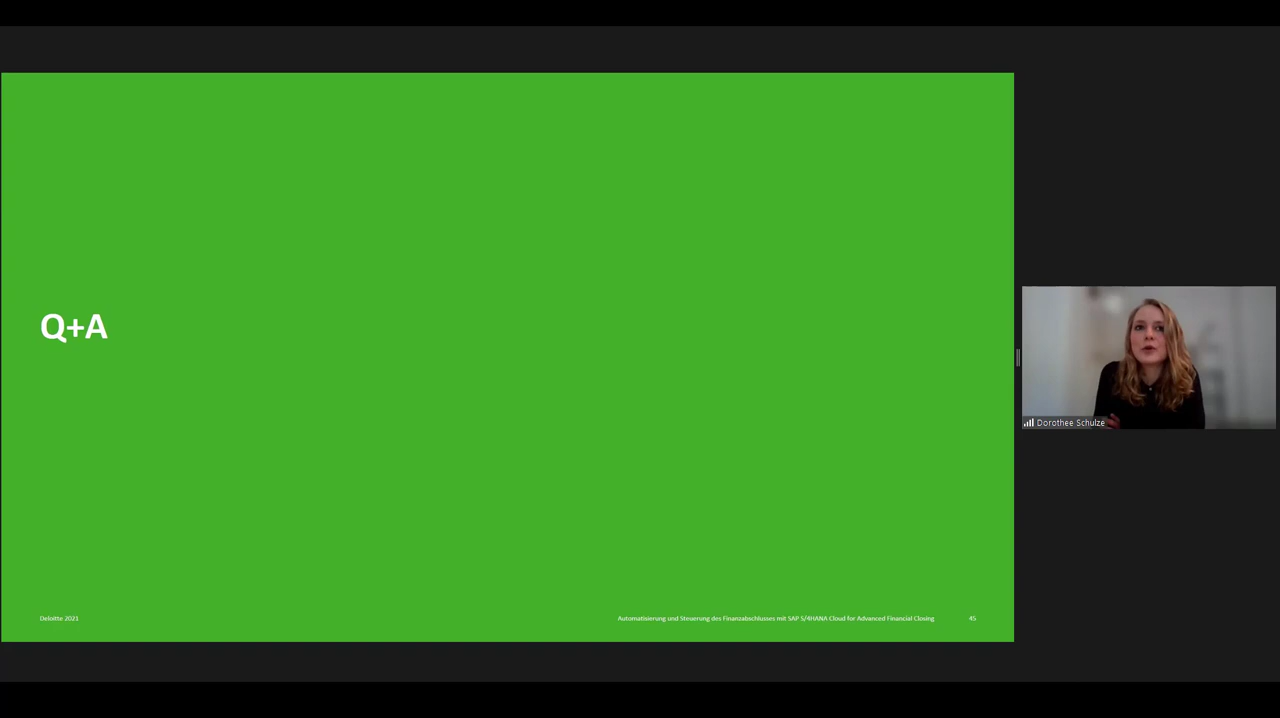 Q+A
Dorothee Schulze
Deloitte 2021
Automatisierung und Steuerung des Finanzabschlusses mit SAP S/4HANA Cloud for Advanced Financial Closing
45